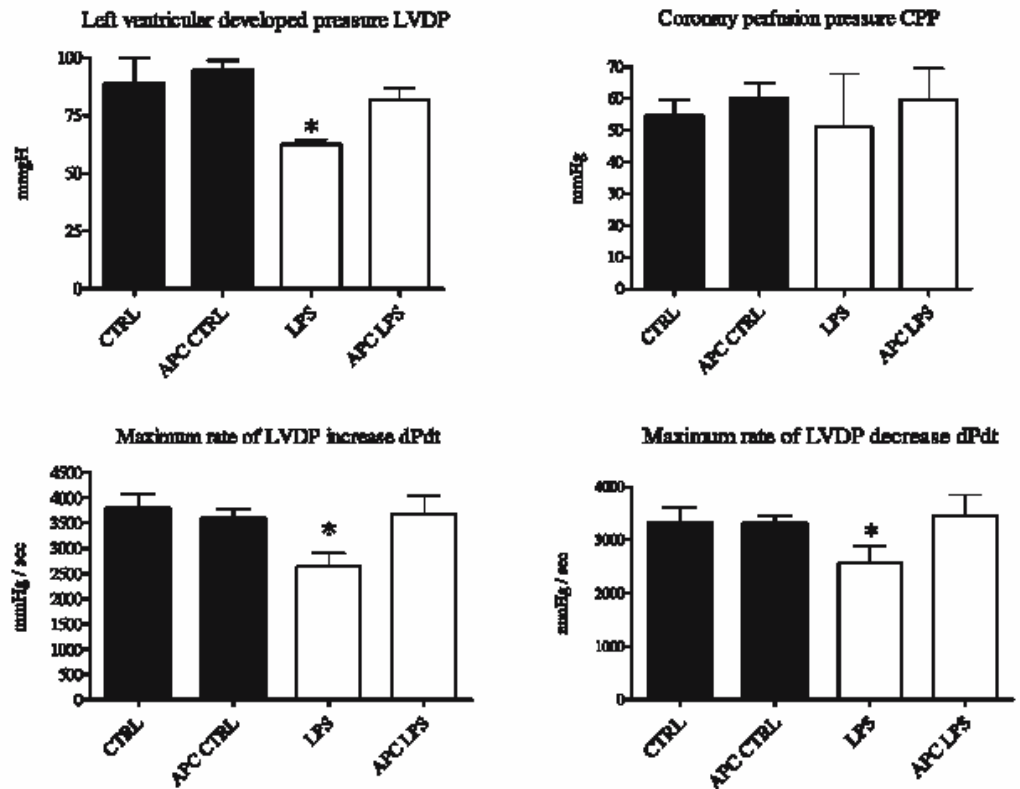 Left ventricular developed pressure LVDP
100
75
50
25
0
mmgH
*
CTRL
APC CTRL
LPS
APC LPS
Coronary perfusion pressure CPP
70
60
50
40
30
20
10
0
mmHg
CTRL
APC CTRL
LPS
APC LPS
Maximum rate of LVDP increase dPdt
4500
4000
3500
3000
2500
2000
1500
1000
500
0
mmHg / sec
*
CTRL
APC CTRL
LPS
APC LPS
Maximum rate of LVDP decrease dPdt
4000
3000
2000
1000
0
mmHg / sec
*
CTRL
APC CTRL
LPS
APC LPS